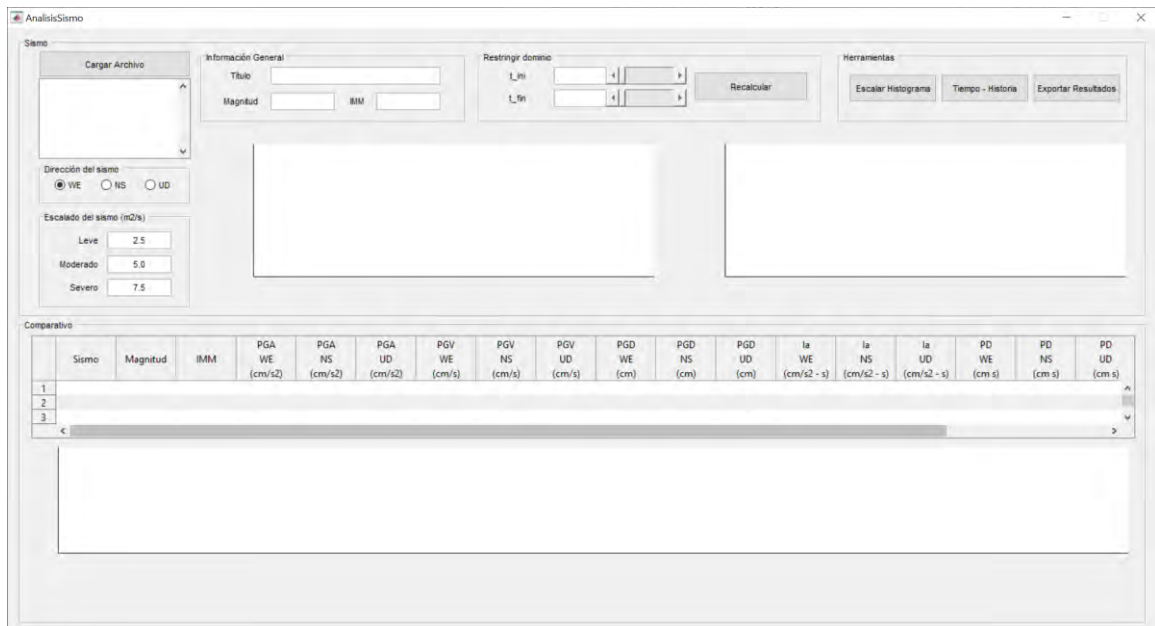 AnalisisSismo
Sismo
Cargar Archivo
Información General
Título
Magnitud
IMM
Restringir dominio
t_ini
t_fin
Recalcular
Herramientas
Escalar Histograma
Tiempo - Historia
Exportar Resultados
Dirección del sismo
WE NS UD
Escalado del sismo (m2/s)
Leve 2.5
Moderado 5.0
Severo 7.5
Comparativo
Sismo Magnitud IMM PGA WE (cm/s2) PGA NS (cm/s2) PGA UD (cm/s2) PGV WE (cm/s) PGV NS (cm/s) PGV UD (cm/s) PGD WE (cm) PGD NS (cm) PGD UD (cm) Ia WE (cm/s2 - s) Ia NS (cm/s2 - s) Ia UD (cm/s2 - s) PD WE (cm s) PD NS (cm s) PD UD (cm s)
1
2
3